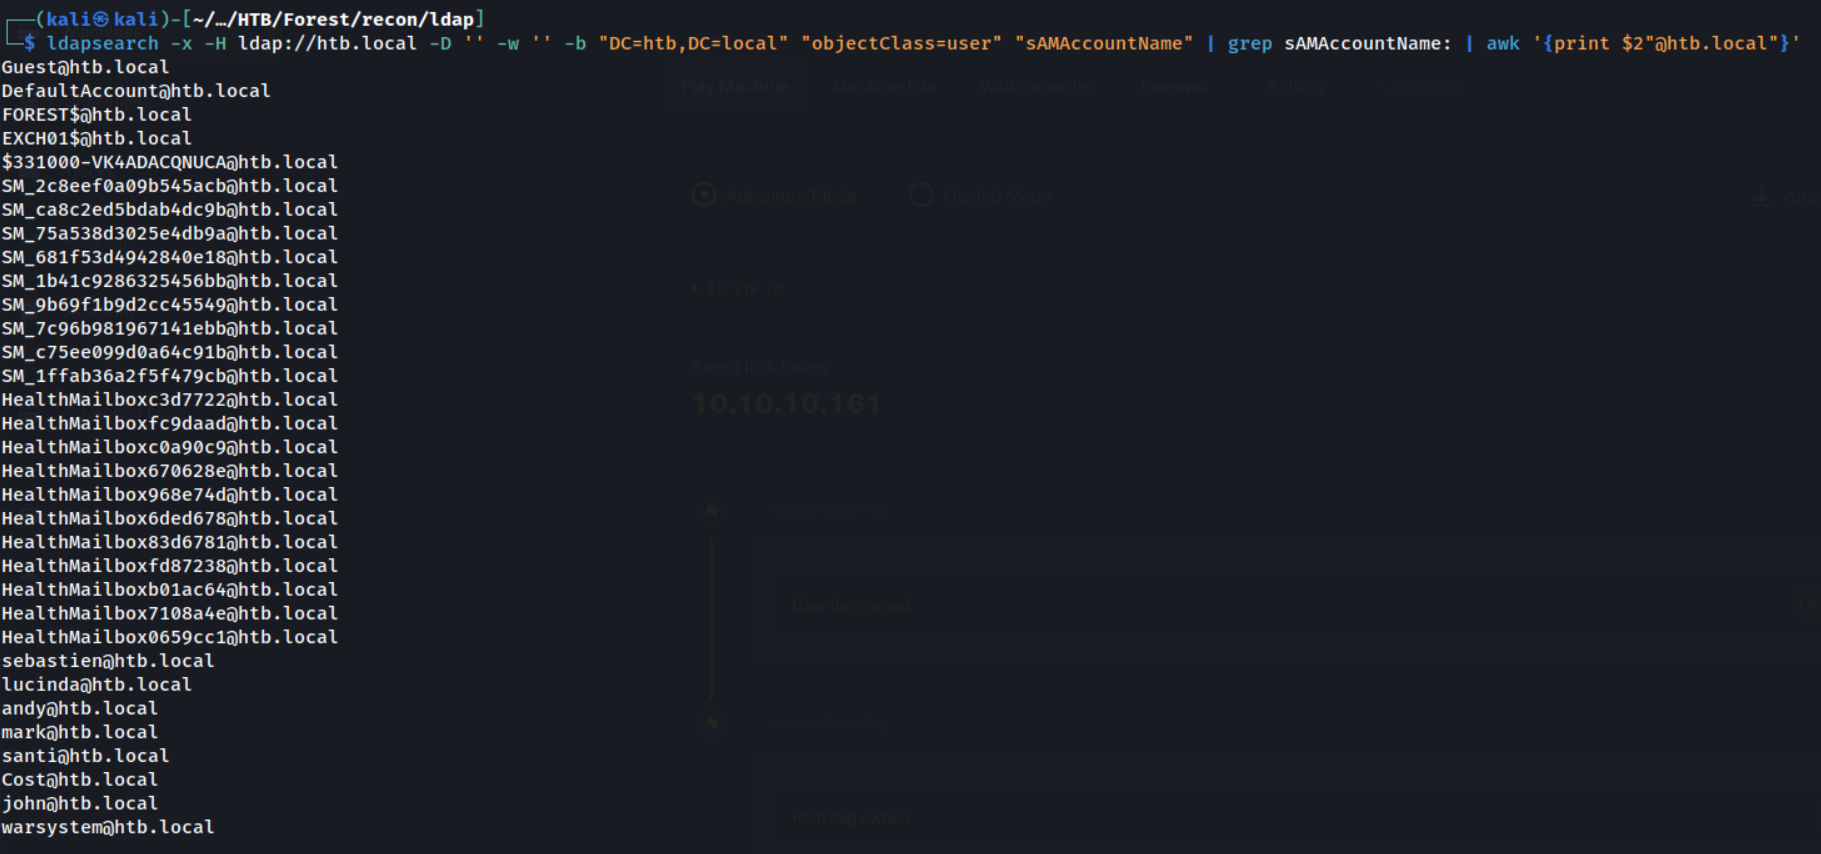 ┌──(kali㉿kali)-[~/…/HTB/Forest/recon/ldap]
└─$ ldapsearch -x -H ldap://htb.local -D '' -w '' -b "DC=htb,DC=local" "objectClass=user" "sAMAccountName" | grep sAMAccountName: | awk '{print $2"@htb.local"}'
Guest@htb.local
DefaultAccount@htb.local
FOREST$@htb.local
EXCH01$@htb.local
$331000-VK4ADACQNUCA@htb.local
SM_2c8eef0a09b545acb@htb.local
SM_ca8c2ed5bdab4dc9b@htb.local
SM_75a538d3025e4db9a@htb.local
SM_681f53d4942840e18@htb.local
SM_1b41c9286325456bb@htb.local
SM_9b69f1b9d2cc45549@htb.local
SM_7c96b981967141ebb@htb.local
SM_c75ee099d0a64c91b@htb.local
SM_1ffab36a2f5f479cb@htb.local
HealthMailboxc3d7722@htb.local
HealthMailboxfc9daad@htb.local
HealthMailboxc0a90c9@htb.local
HealthMailbox670628e@htb.local
HealthMailbox968e74d@htb.local
HealthMailbox6ded678@htb.local
HealthMailbox83d6781@htb.local
HealthMailboxfd87238@htb.local
HealthMailboxb01ac64@htb.local
HealthMailbox7108a4e@htb.local
HealthMailbox0659cc1@htb.local
sebastien@htb.local
lucinda@htb.local
andy@htb.local
mark@htb.local
santi@htb.local
Cost@htb.local
john@htb.local
warsystem@htb.local
Play Machine Machine Info Walkthroughs Reviews Activity
Adventure Mode Guided Mode
EU VIP 16
Target IP Address
10.10.10.161
User flag owned
Root flag owned